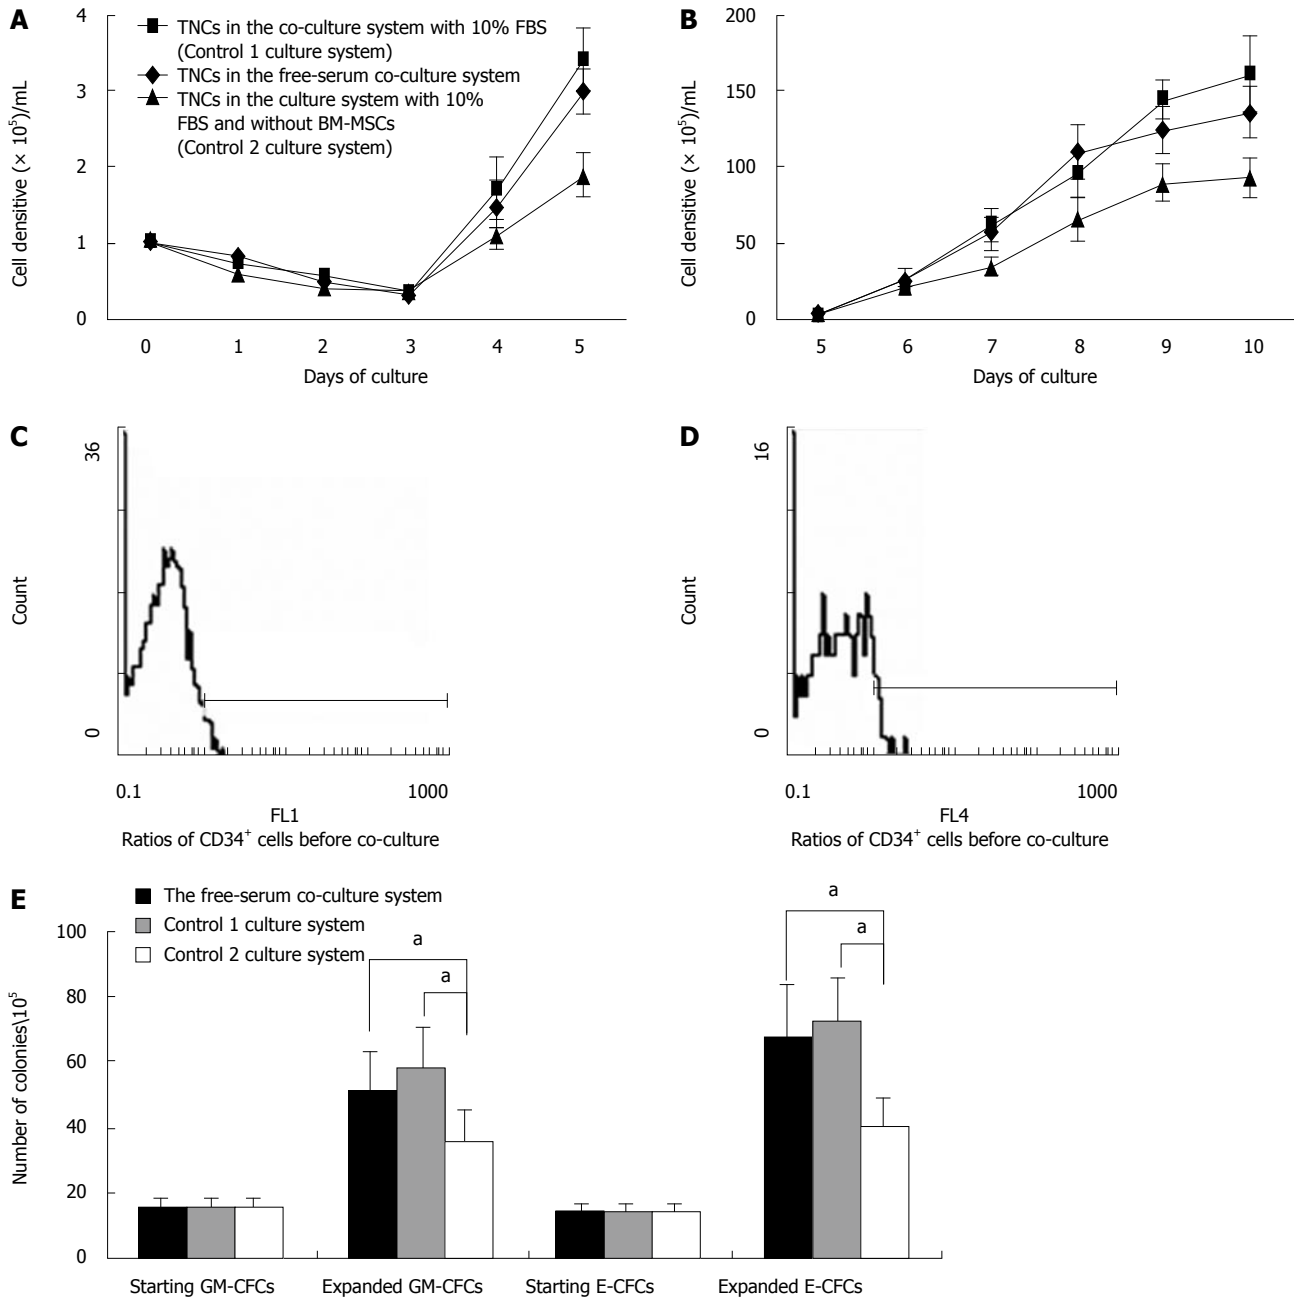 A
4
3
2
1
0
Cell densitive (× 10⁵)/mL
TNCs in the co-culture system with 10% FBS
(Control 1 culture system)
TNCs in the free-serum co-culture system
TNCs in the culture system with 10%
FBS and without BM-MSCs
(Control 2 culture system)
0 1 2 3 4 5
Days of culture
B
200
150
100
50
0
Cell densitive (× 10⁵)/mL
5 6 7 8 9 10
Days of culture
C
36
Count
0
0.1 1000
FL1
Ratios of CD34⁺ cells before co-culture
D
16
Count
0
0.1 1000
FL4
Ratios of CD34⁺ cells before co-culture
E
The free-serum co-culture system
Control 1 culture system
Control 2 culture system
100
80
60
40
20
0
Number of colonies\10⁵
a
a
a
a
Starting GM-CFCs Expanded GM-CFCs Starting E-CFCs Expanded E-CFCs